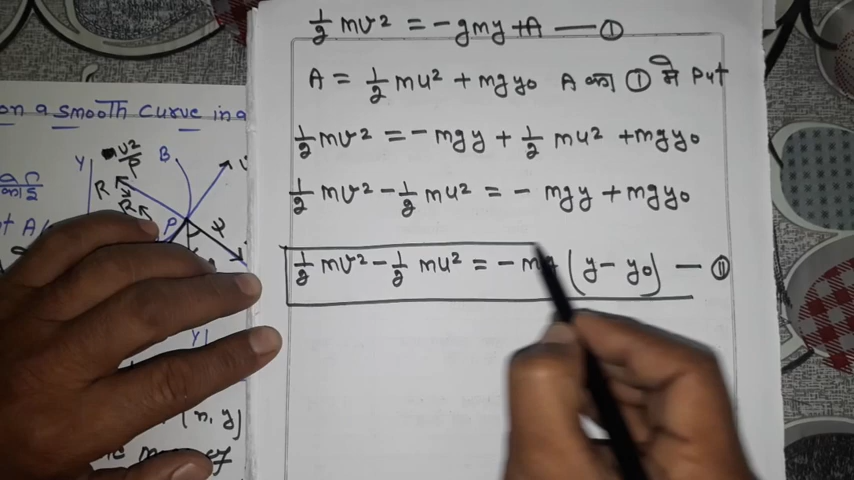 ½ mv² = -gmy + A — ①
A = ½ mu² + mgy₀ A का ① में Put
½ mv² = - mgy + ½ mu² + mgy₀
½ mv² - ½ mu² = - mgy + mgy₀
½ mv² - ½ mu² = - mg (y - y₀) — ⑪
on a smooth curve in a
Y
v²/ρ
B
R
P
ψ
Y
(x, y)